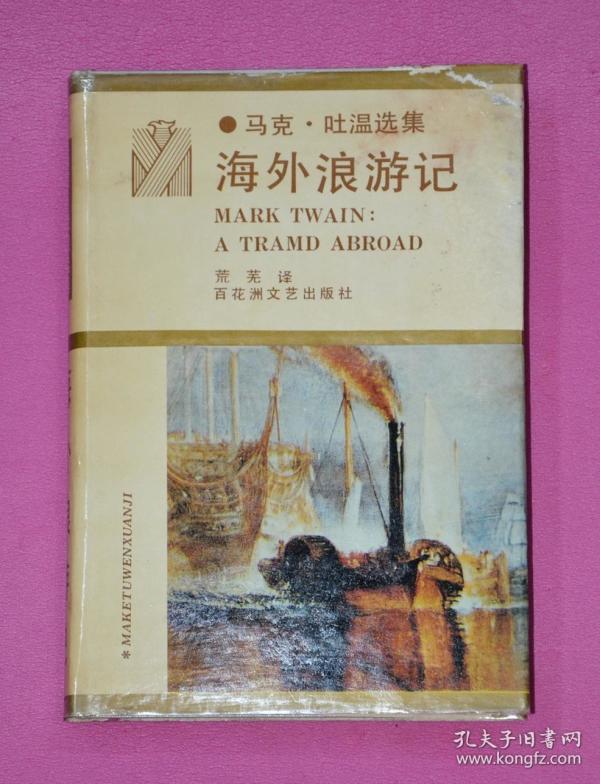 ●马克·吐温选集
海外浪游记
MARK TWAIN:
A TRAMD ABROAD
荒芜 译
百花洲文艺出版社
*MAKETUWENXUANJI
孔夫子旧書网
www.kongfz.com